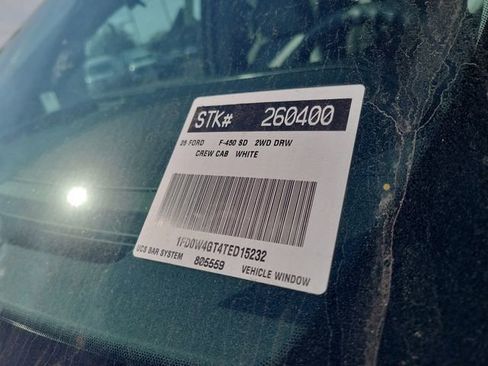 STK# 260400
26 FORD F-450 SD 2WD DRW
CREW CAB WHITE
1FD0W4GT4TED15232
UCS BAR SYSTEM 805559 VEHICLE WINDOW